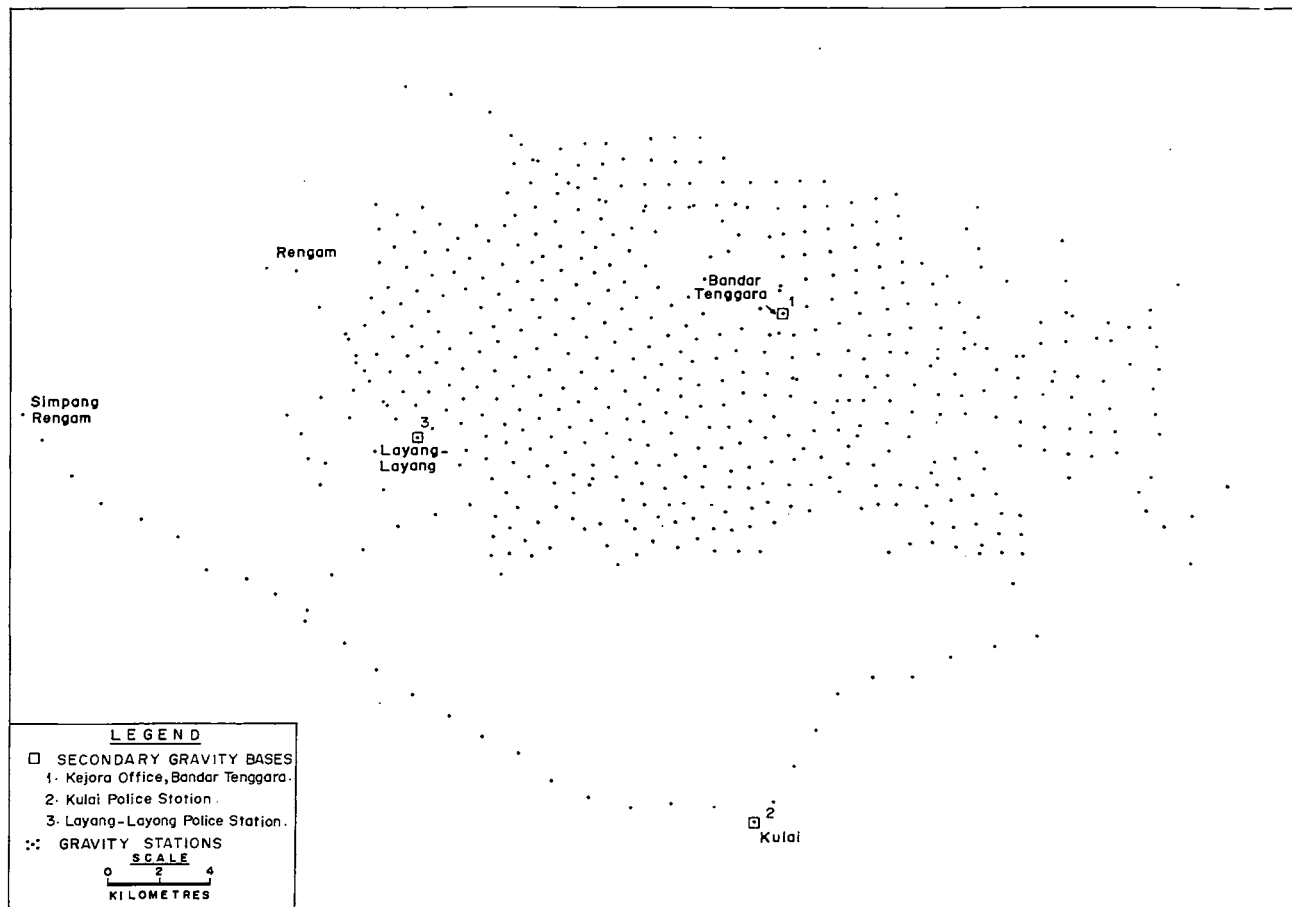 Rengam
Bandar
Tenggara
1
Simpang
Rengam
3
Layang-
Layang
2
Kulai
LEGEND
SECONDARY GRAVITY BASES
1. Kejora Office, Bandar Tenggara.
2. Kulai Police Station.
3. Layang-Layong Police Station.
GRAVITY STATIONS
SCALE
0 2 4
KILOMETRES